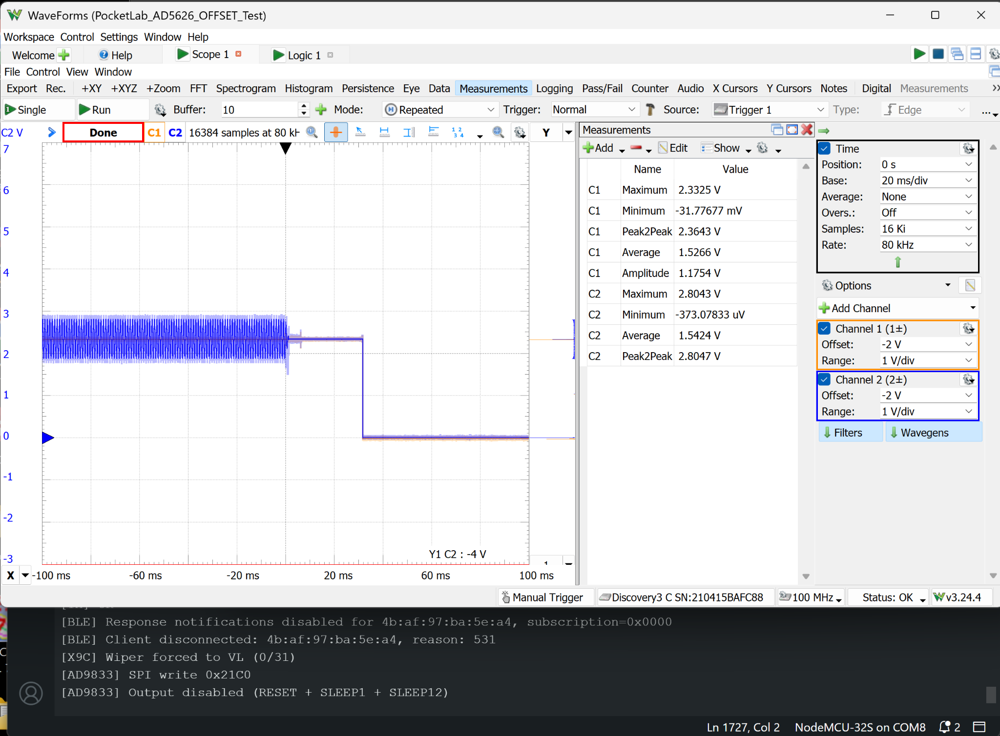 WaveForms (PocketLab_AD5626_OFFSET_Test)
Workspace Control Settings Window Help
Welcome Help Scope 1 Logic 1
File Control View Window
Export Rec. +XY +XYZ +Zoom FFT Spectrogram Histogram Persistence Eye Data Measurements Logging Pass/Fail Counter Audio X Cursors Y Cursors Notes Digital Measurements
Single Run Buffer: 10 Mode: Repeated Trigger: Normal Source: Trigger 1 Type: Edge ...
C2 V Done C1 C2 16384 samples at 80 kH Y
7
6
5
4
3
2
1
0
-1
-2
-3
Y1 C2 : -4 V
1
X -100 ms -60 ms -20 ms 20 ms 60 ms 100 ms
Measurements
Add Edit Show
Name Value
C1 Maximum 2.3325 V
C1 Minimum -31.77677 mV
C1 Peak2Peak 2.3643 V
C1 Average 1.5266 V
C1 Amplitude 1.1754 V
C2 Maximum 2.8043 V
C2 Minimum -373.07833 uV
C2 Average 1.5424 V
C2 Peak2Peak 2.8047 V
Time
Position: 0 s
Base: 20 ms/div
Average: None
Overs.: Off
Samples: 16 Ki
Rate: 80 kHz
Options
Add Channel
Channel 1 (1±)
Offset: -2 V
Range: 1 V/div
Channel 2 (2±)
Offset: -2 V
Range: 1 V/div
Filters Wavegens
Manual Trigger Discovery3 C SN:210415BAFC88 100 MHz Status: OK v3.24.4
[BLE] Response notifications disabled for 4b:af:97:ba:5e:a4, subscription=0x0000
[BLE] Client disconnected: 4b:af:97:ba:5e:a4, reason: 531
[X9C] Wiper forced to VL (0/31)
[AD9833] SPI write 0x21C0
[AD9833] Output disabled (RESET + SLEEP1 + SLEEP12)
Ln 1727, Col 2 NodeMCU-32S on COM8 2